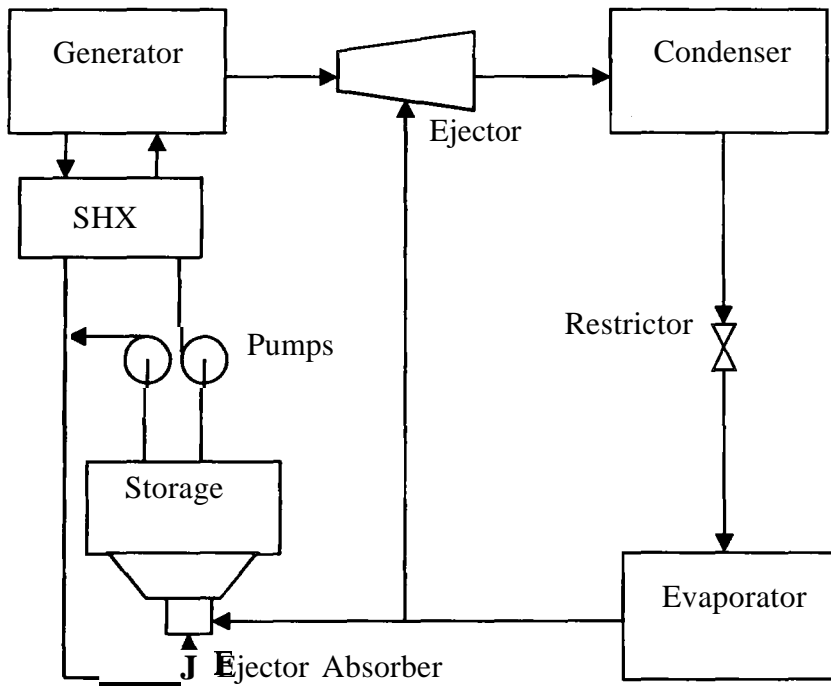 Generator
Condenser
Ejector
SHX
Restrictor
Pumps
Storage
Evaporator
J Ejector Absorber